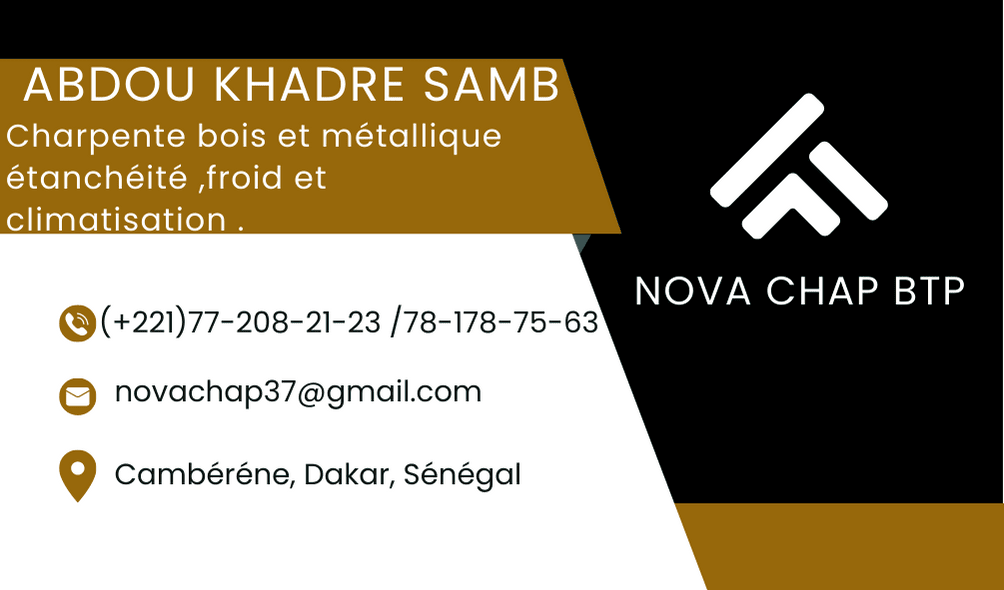 ABDOU KHADRE SAMB
Charpente bois et métallique
étanchéité ,froid et
climatisation .
NOVA CHAP BTP
(+221)77-208-21-23 /78-178-75-63
novachap37@gmail.com
Cambéréne, Dakar, Sénégal